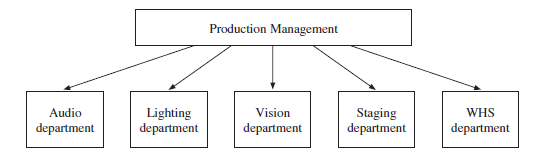 Production Management
Audio
department
Lighting
department
Vision
department
Staging
department
WHS
department